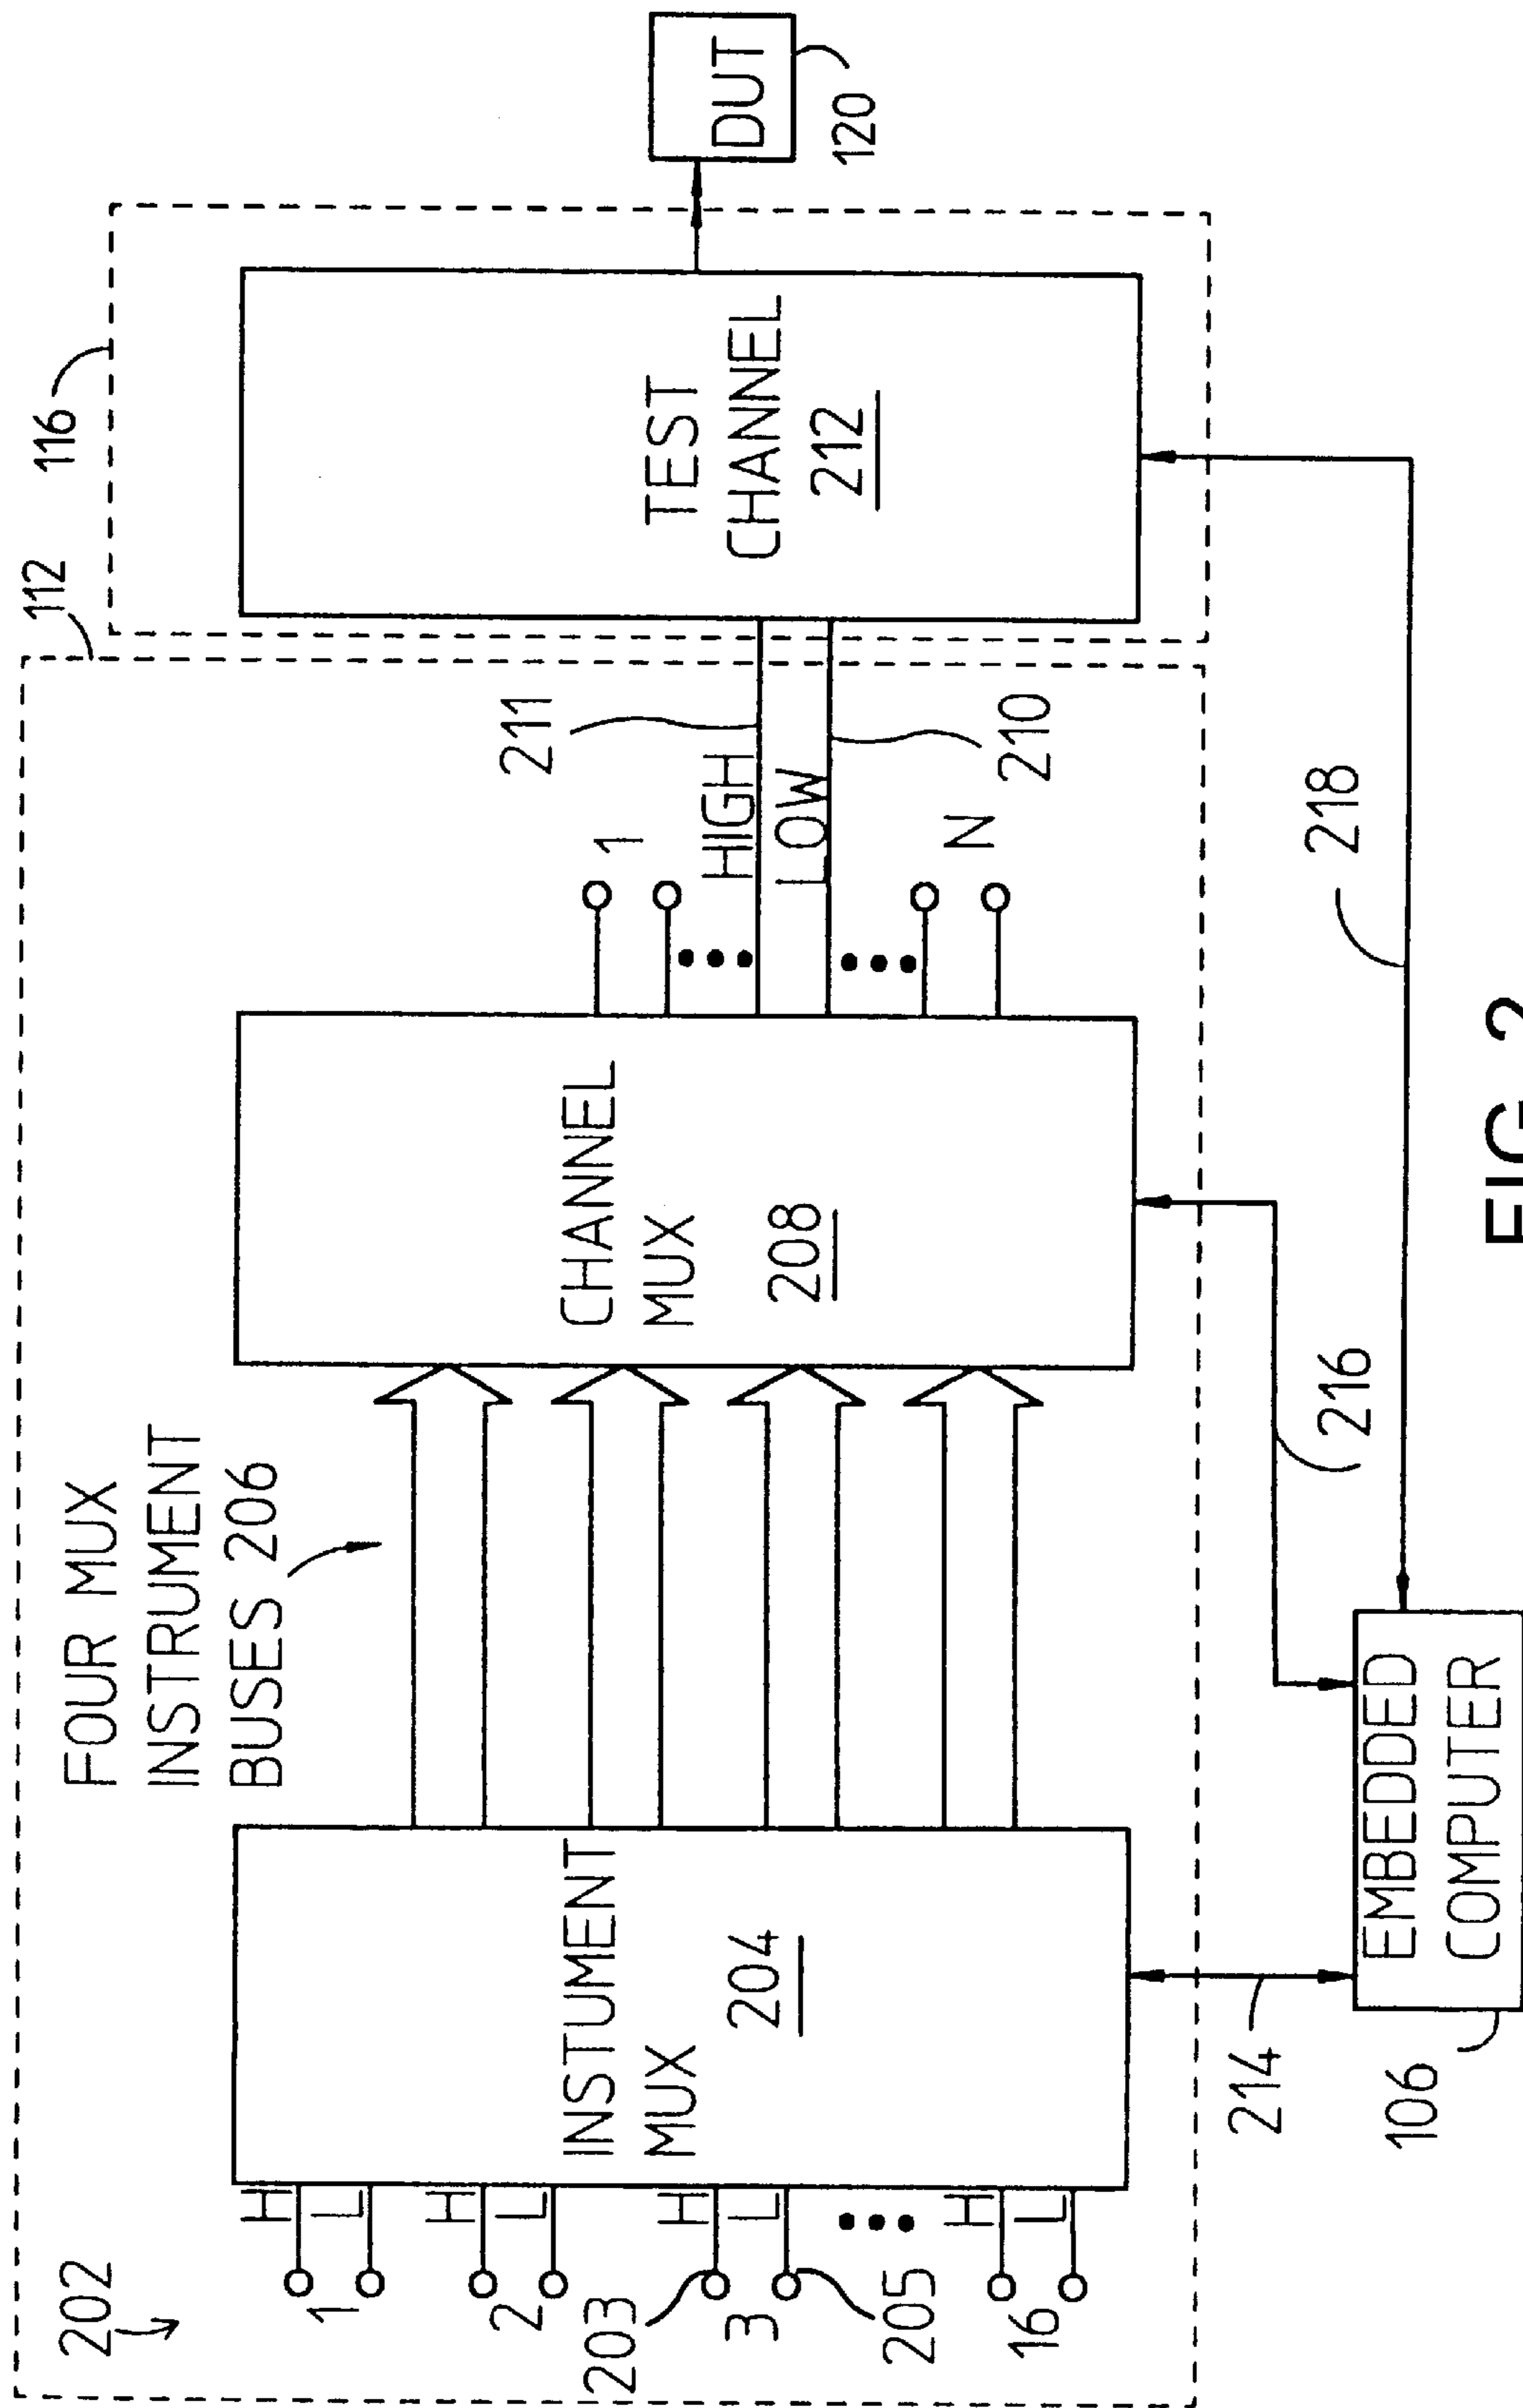 202
H
1
L
H
2
L
203
H
3
L
205
H
16
L
INSTUMENT
MUX
204
FOUR MUX
INSTRUMENT
BUSES 206
CHANNEL
MUX
208
1
HIGH
LOW
N
211
210
112
116
TEST
CHANNEL
212
DUT
120
214
216
218
106
EMBEDDED
COMPUTER
FIG. 2